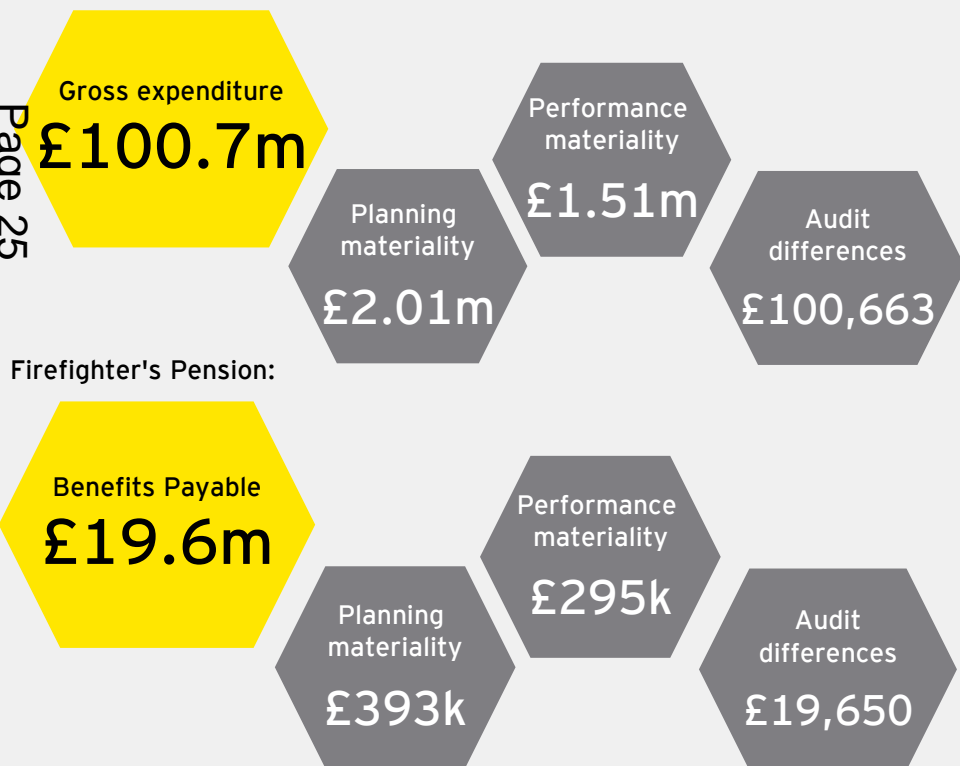 Page 25
Gross expenditure
£100.7m
Planning
materiality
£2.01m
Performance
materiality
£1.51m
Audit
differences
£100,663
Firefighter's Pension:
Benefits Payable
£19.6m
Planning
materiality
£393k
Performance
materiality
£295k
Audit
differences
£19,650